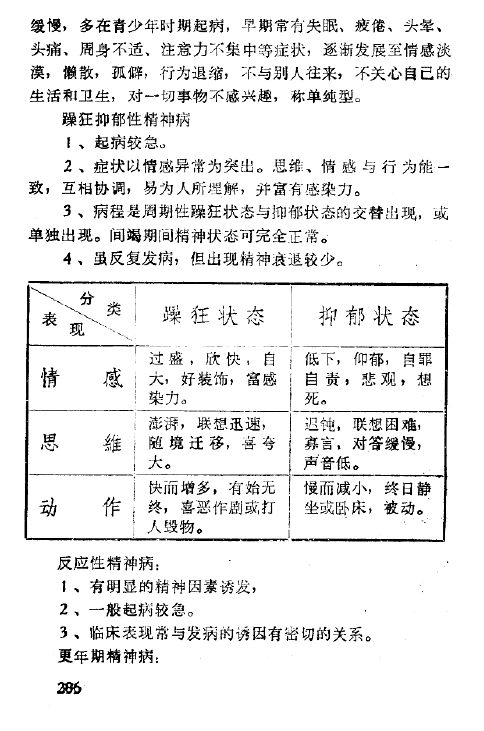 缓慢，多在青少年时期起病，早期常有失眠、疲倦、头晕、
头痛、周身不适、注意力不集中等症状，逐渐发展至情感淡
漠，懒散，孤僻，行为退缩，不与别人往来，不关心自己的
生活和卫生，对一切事物不感兴趣，称单纯型。
躁狂抑郁性精神病
1、起病较急。
2、症状以情感异常为突出。思维、情感与行为能一
致，互相协调，易为人所理解，并富有感染力。
3、病程是周期性躁狂状态与抑郁状态的交替出现，或
单独出现。间竭期间精神状态可完全正常。
4、虽反复发病，但出现精神衰退较少。
分类
表现
躁狂状态
抑郁状态
情感
过盛，欣快，自
大，好装饰，富感
染力。
低下，仰郁，自罪
自责，悲观，想
死。
思維
澎湃，联想迅速，
随境迁移，喜夸
大。
迟钝，联想困难，
寡言，对答缓慢，
声音低。
动作
快而增多，有始无
终，喜恶作剧或打
人毁物。
慢而减小，终日静
坐或卧床，被动。
反应性精神病：
1、有明显的精神因素诱发，
2、一般起病较急。
3、临床表现常与发病的诱因有密切的关系。
更年期精神病：
286